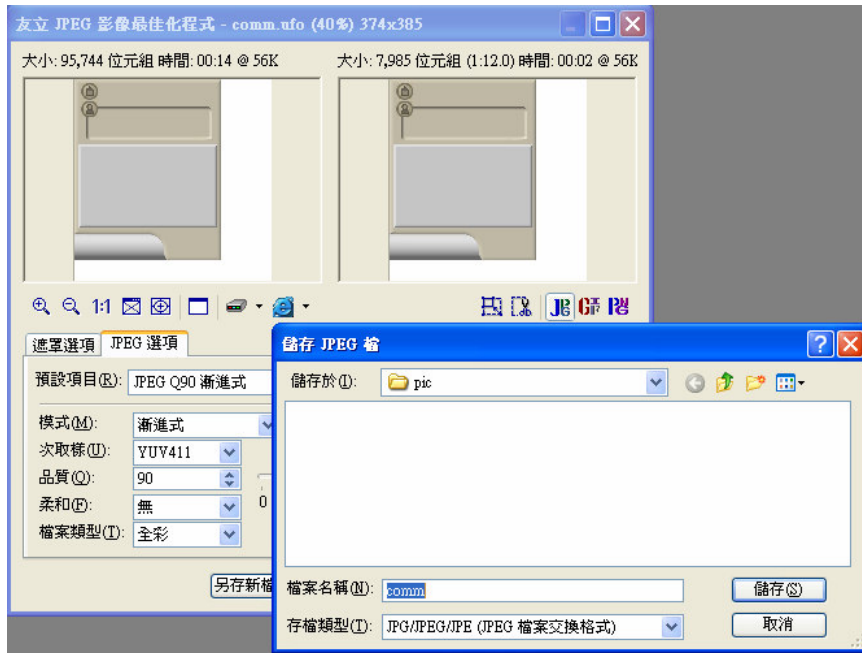 友立 JPEG 影像最佳化程式 - comm.ufo (40%) 374x385
大小: 95,744 位元組 時間: 00:14 @ 56K
大小: 7,985 位元組 (1:12.0) 時間: 00:02 @ 56K
1:1
遮罩選項
JPEG 選項
預設項目(R): JPEG Q90 漸進式
模式(M): 漸進式
次取樣(U): YUV411
品質(Q): 90
0
柔和(F): 無
檔案類型(T): 全彩
另存新檔
儲存 JPEG 檔
儲存於(I): pic
檔案名稱(N): comm
儲存(S)
存檔類型(T): JPG/JPEG/JPE (JPEG 檔案交換格式)
取消